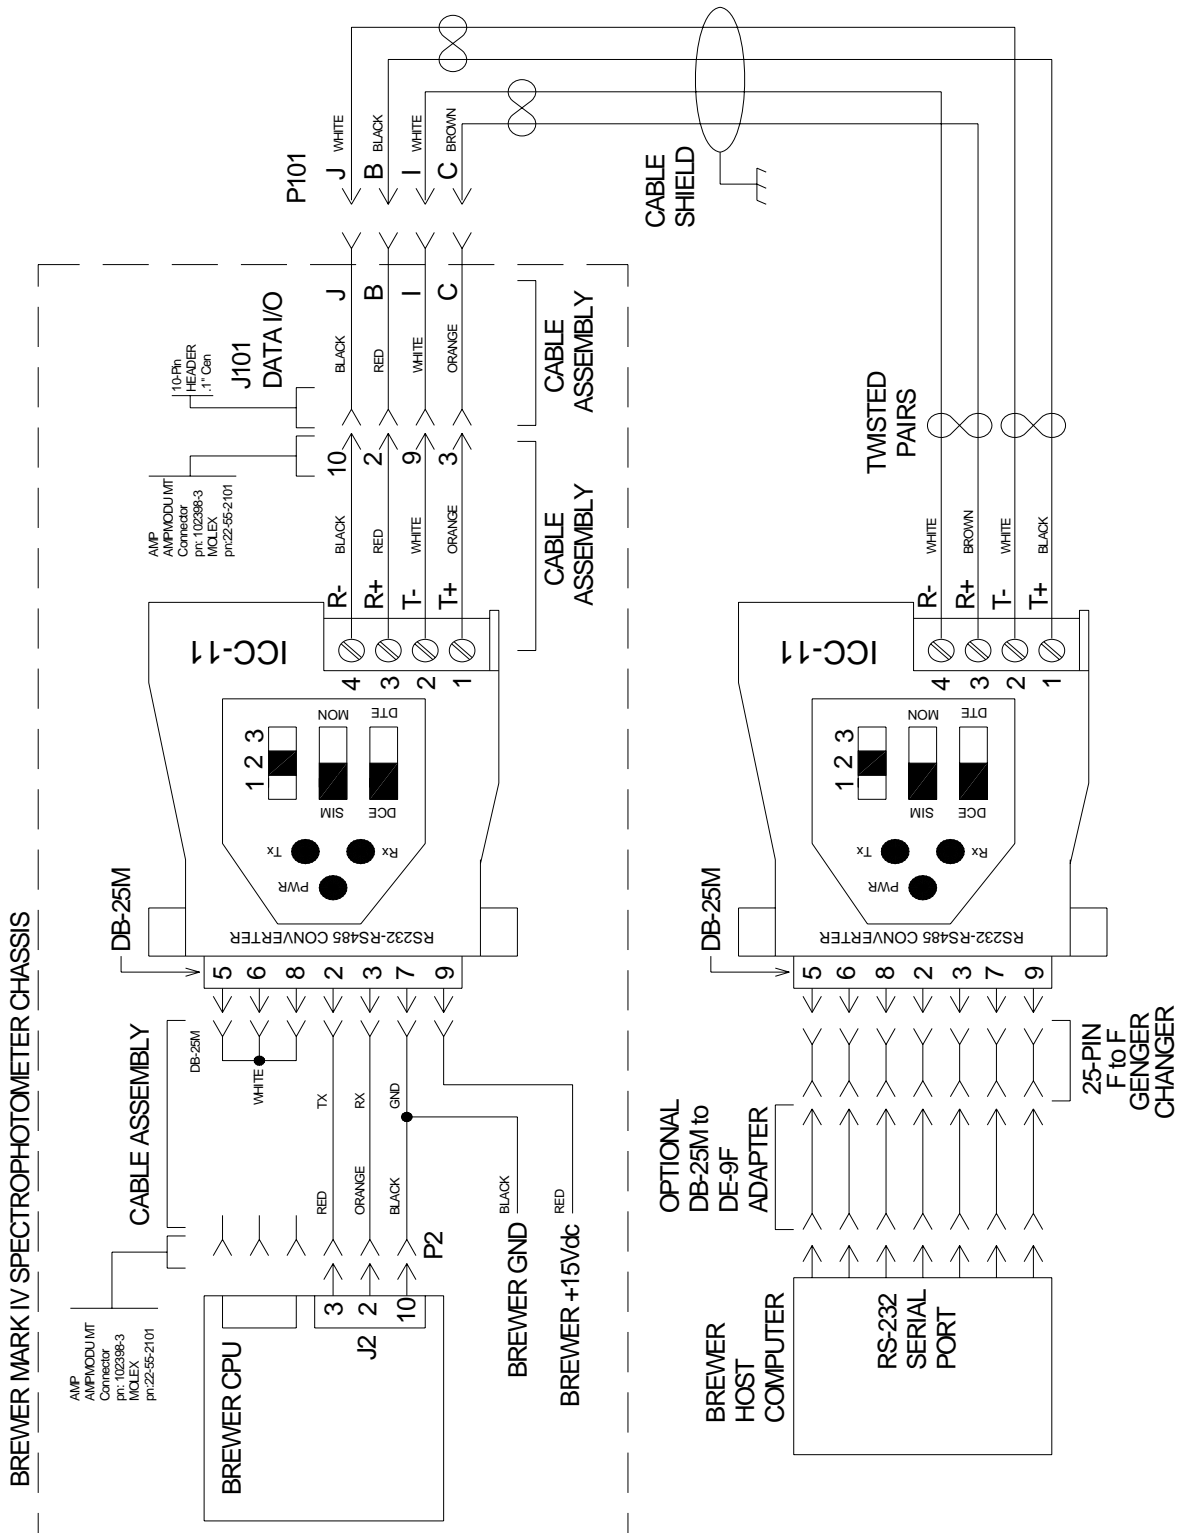 BREWER MARK IV SPECTROPHOTOMETER CHASSIS
AMP
AMPMODU MT
Connector
pn: 102398-3
MOLEX
pn:22-55-2101
BREWER CPU
J2
3
2
10
P2
CABLE ASSEMBLY
DB-25M
WHITE
RED
TX
ORANGE
RX
BLACK
GND
BLACK
BREWER GND
RED
BREWER +15Vdc
DB-25M
5
6
8
2
3
7
9
RS232-RS485 CONVERTER
PWR
Tx
Rx
1 2 3
SIM
MON
DCE
DTE
ICC-11
4
3
2
1
R-
R+
T-
T+
BLACK
RED
WHITE
ORANGE
CABLE
ASSEMBLY
10
2
9
3
AMP
AMPMODU MT
Connector
pn: 102398-3
MOLEX
pn:22-55-2101
10-Pin
HEADER
.1" Cen
J101
DATA I/O
BLACK
RED
WHITE
ORANGE
J
B
I
C
CABLE
ASSEMBLY
P101
J
B
I
C
WHITE
BLACK
WHITE
BROWN
CABLE
SHIELD
TWISTED
PAIRS
BREWER
HOST
COMPUTER
RS-232
SERIAL
PORT
OPTIONAL
DB-25M to
DE-9F
ADAPTER
25-PIN
F to F
GENGER
CHANGER
DB-25M
5
6
8
2
3
7
9
RS232-RS485 CONVERTER
PWR
Tx
Rx
1 2 3
SIM
MON
DCE
DTE
ICC-11
4
3
2
1
R-
R+
T-
T+
WHITE
BROWN
WHITE
BLACK